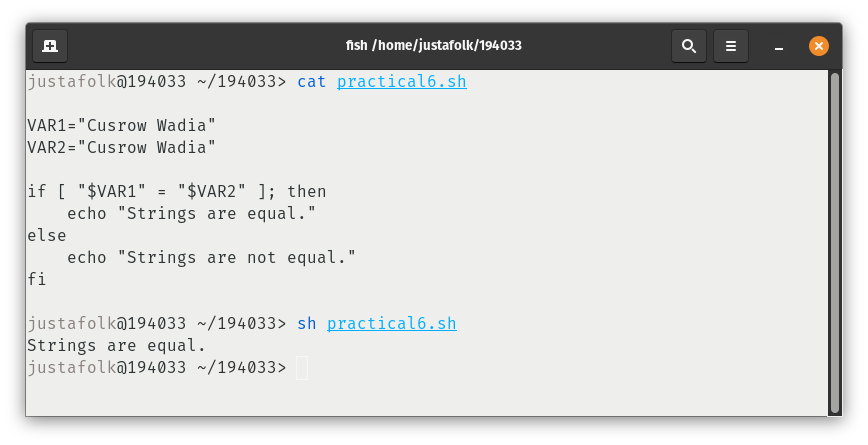 fish /home/justafolk/194033
justafolk@194033 ~/194033> cat practical6.sh
VAR1="Cusrow Wadia"
VAR2="Cusrow Wadia"
if [ "$VAR1" = "$VAR2" ]; then
    echo "Strings are equal."
else
    echo "Strings are not equal."
fi
justafolk@194033 ~/194033> sh practical6.sh
Strings are equal.
justafolk@194033 ~/194033>